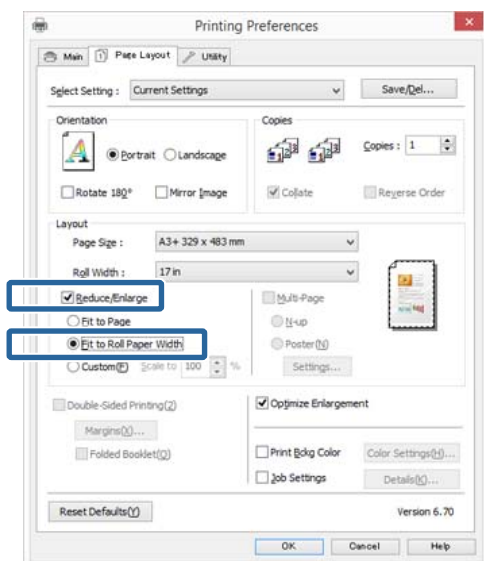 Printing Preferences
Main Page Layout Utility
Select Setting : Current Settings Save/Del...
Orientation Copies
Portrait Landscape Copies : 1
Rotate 180° Mirror Image Collate Reverse Order
Layout
Page Size : A3+ 329 x 483 mm
Roll Width : 17 in
Reduce/Enlarge Multi-Page
Fit to Page N-up
Fit to Roll Paper Width Poster(N)
Custom(F) Scale to 100 % Settings...
Double-Sided Printing(Z) Optimize Enlargement
Margins(X)...
Folded Booklet(Q) Print Bckg Color Color Settings(H)...
Job Settings Details(K)...
Reset Defaults(Y) Version 6.70
OK Cancel Help